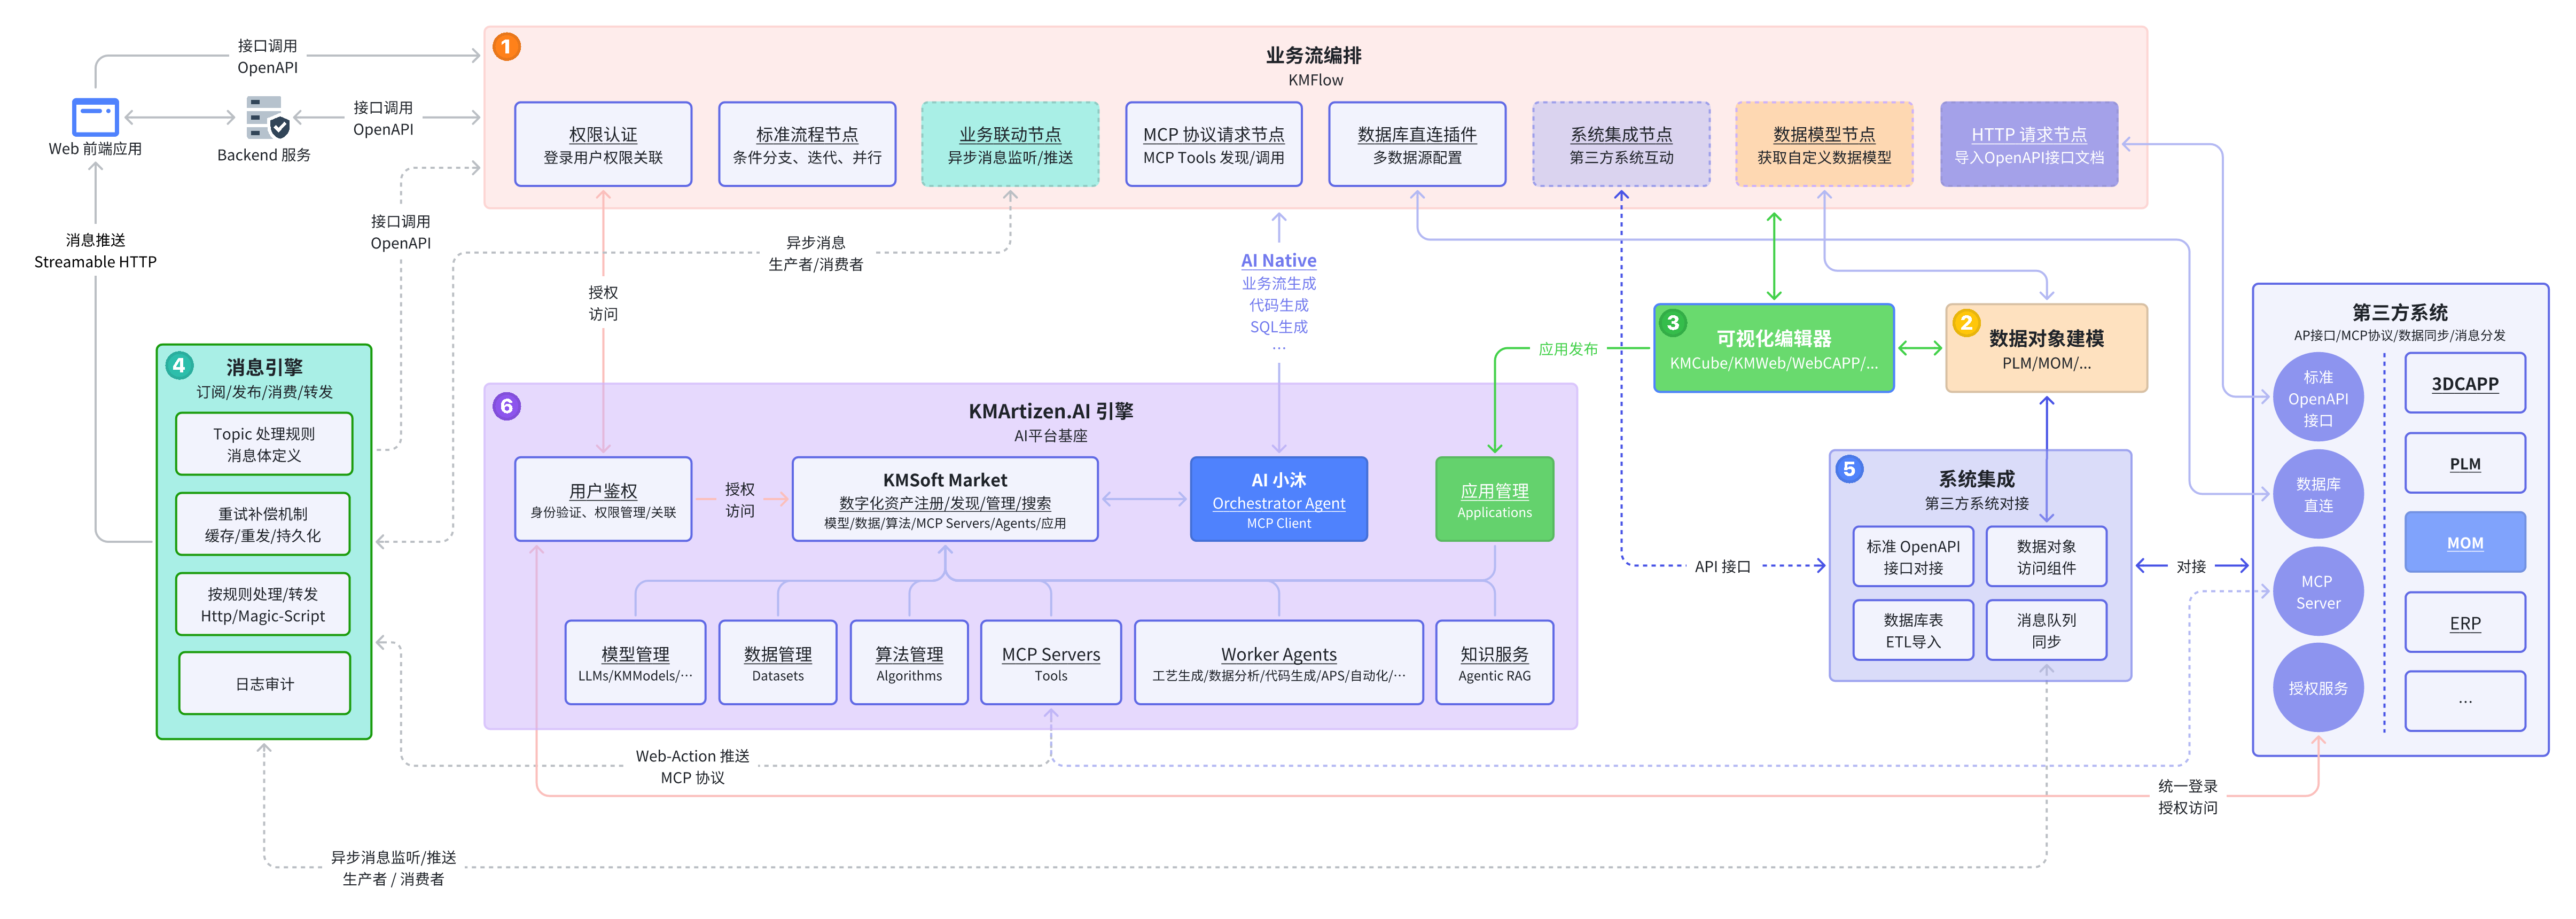 1
业务流编排
KMFlow
权限认证
登录用户权限关联
标准流程节点
条件分支、迭代、并行
业务联动节点
异步消息监听/推送
MCP 协议请求节点
MCP Tools 发现/调用
数据库直连插件
多数据源配置
系统集成节点
第三方系统互动
数据模型节点
获取自定义数据模型
HTTP 请求节点
导入OpenAPI接口文档
接口调用
OpenAPI
接口调用
OpenAPI
Web 前端应用
Backend 服务
接口调用
OpenAPI
消息推送
Streamable HTTP
异步消息
生产者/消费者
授权
访问
AI Native
业务流生成
代码生成
SQL生成
...
应用发布
3
可视化编辑器
KMCube/KMWeb/WebCAPP/...
2
数据对象建模
PLM/MOM/...
第三方系统
AP接口/MCP协议/数据同步/消息分发
标准
OpenAPI
接口
数据库
直连
MCP
Server
授权服务
3DCAPP
PLM
MOM
ERP
...
4
消息引擎
订阅/发布/消费/转发
Topic 处理规则
消息体定义
重试补偿机制
缓存/重发/持久化
按规则处理/转发
Http/Magic-Script
日志审计
6
KMArtizen.AI 引擎
AI平台基座
用户鉴权
身份验证、权限管理/关联
授权
访问
KMSoft Market
数字化资产注册/发现/管理/搜索
模型/数据/算法/MCP Servers/Agents/应用
AI 小沐
Orchestrator Agent
MCP Client
应用管理
Applications
模型管理
LLMs/KMModels/...
数据管理
Datasets
算法管理
Algorithms
MCP Servers
Tools
Worker Agents
工艺生成/数据分析/代码生成/APS/自动化/...
知识服务
Agentic RAG
5
系统集成
第三方系统对接
标准 OpenAPI
接口对接
数据对象
访问组件
数据库表
ETL导入
消息队列
同步
API 接口
对接
Web-Action 推送
MCP 协议
统一登录
授权访问
异步消息监听/推送
生产者 / 消费者